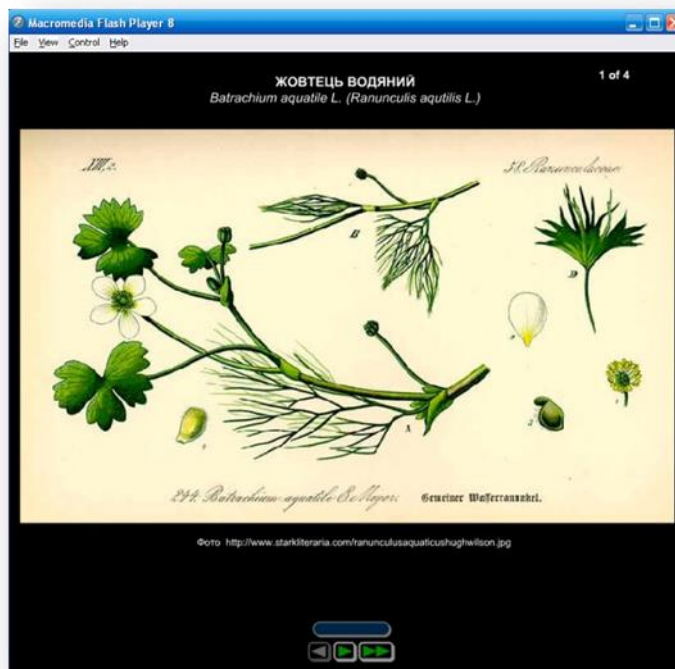 Macromedia Flash Player 8
File View Control Help
ЖОВТЕЦЬ ВОДЯНИЙ
1 of 4
Batrachium aquatile L. (Ranunculis aqutilis L.)
XIII, 2.
58. Ranunculaceae
B
D
A
244. Batrachium aquatile E. Meyer. Gemeiner Wasserranunkel.
Фото http://www.starkliteraria.com/ranunculusaquaticushughwilson.jpg